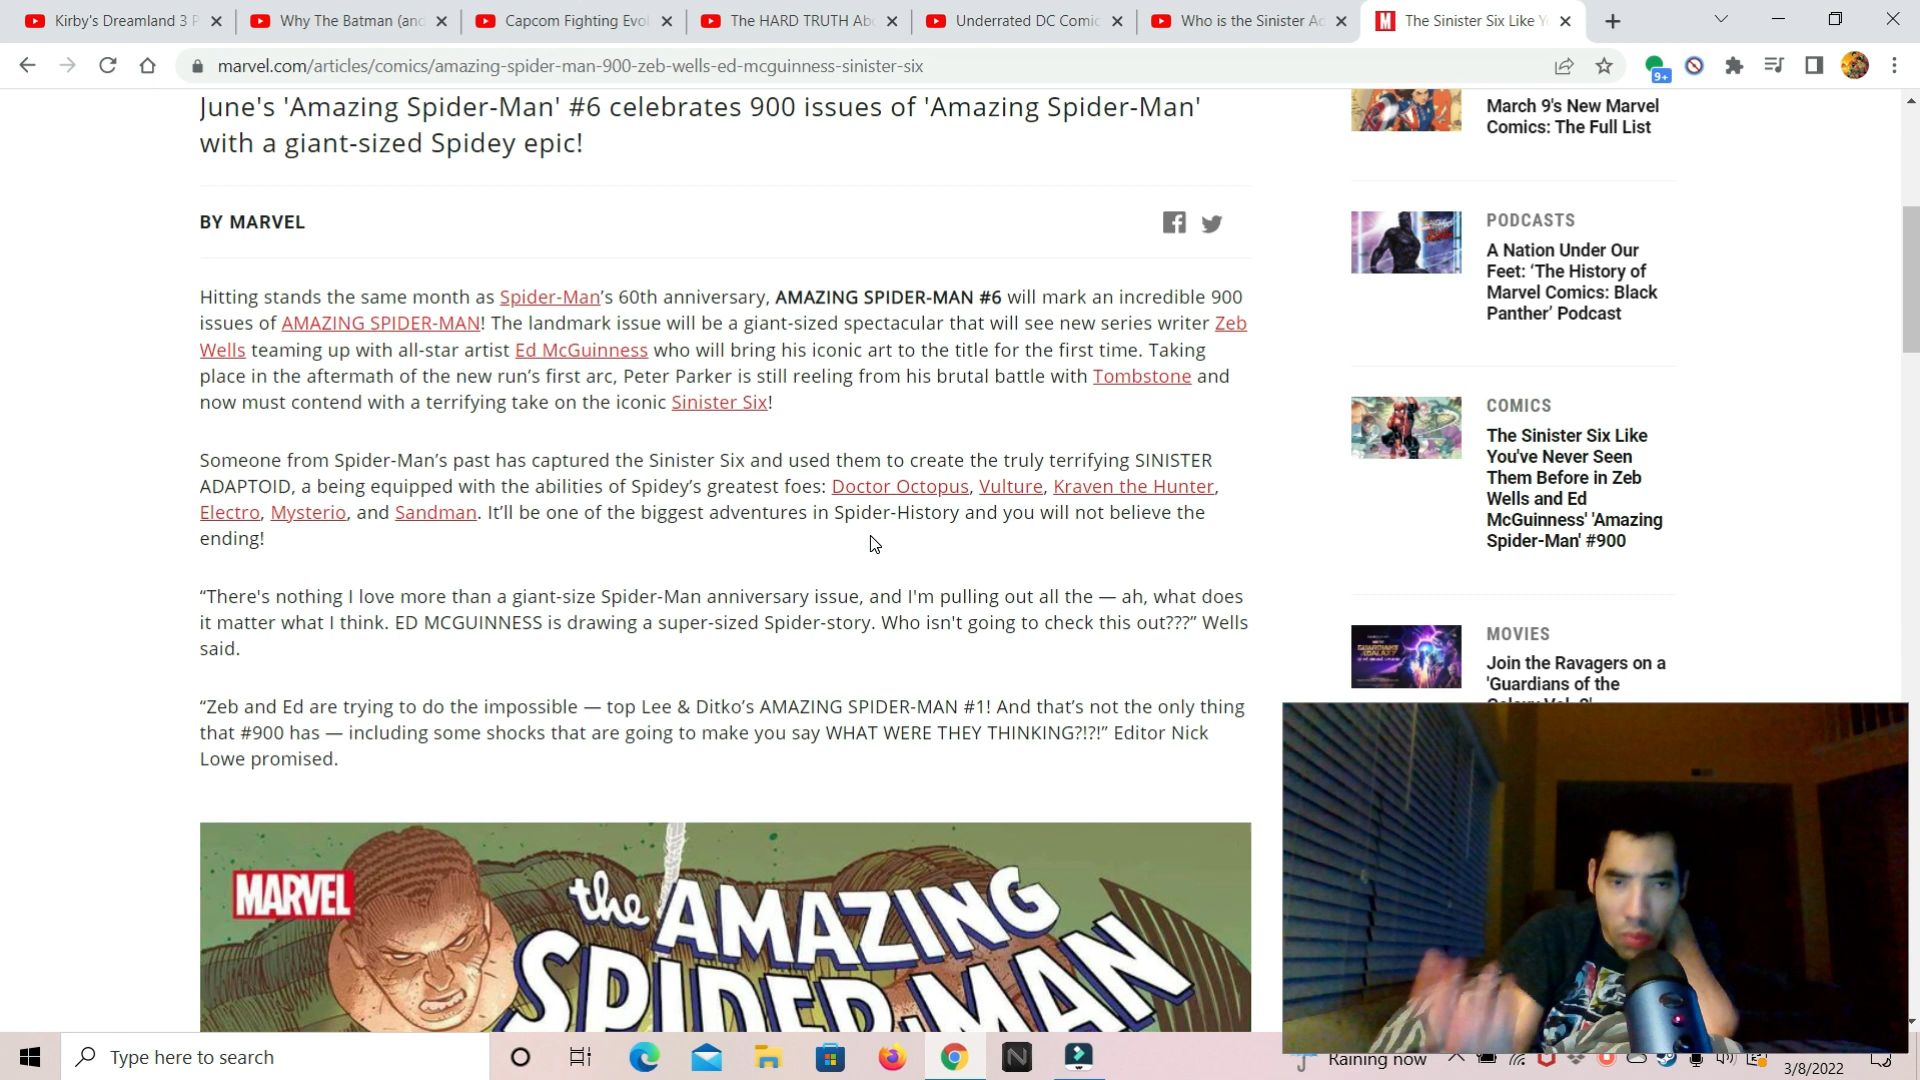 Kirby's Dreamland 3
Why The Batman (and
Capcom Fighting Evol
The HARD TRUTH Ab
Underrated DC Comic
Who is the Sinister Ad
The Sinister Six Like Y
marvel.com/articles/comics/amazing-spider-man-900-zeb-wells-ed-mcguinness-sinister-six
9+
June's 'Amazing Spider-Man' #6 celebrates 900 issues of 'Amazing Spider-Man'
with a giant-sized Spidey epic!
BY MARVEL
Hitting stands the same month as Spider-Man's 60th anniversary, AMAZING SPIDER-MAN #6 will mark an incredible 900
issues of AMAZING SPIDER-MAN! The landmark issue will be a giant-sized spectacular that will see new series writer Zeb
Wells teaming up with all-star artist Ed McGuinness who will bring his iconic art to the title for the first time. Taking
place in the aftermath of the new run's first arc, Peter Parker is still reeling from his brutal battle with Tombstone and
now must contend with a terrifying take on the iconic Sinister Six!
Someone from Spider-Man's past has captured the Sinister Six and used them to create the truly terrifying SINISTER
ADAPTOID, a being equipped with the abilities of Spidey's greatest foes: Doctor Octopus, Vulture, Kraven the Hunter,
Electro, Mysterio, and Sandman. It'll be one of the biggest adventures in Spider-History and you will not believe the
ending!
“There's nothing I love more than a giant-size Spider-Man anniversary issue, and I'm pulling out all the — ah, what does
it matter what I think. ED MCGUINNESS is drawing a super-sized Spider-story. Who isn't going to check this out???” Wells
said.
“Zeb and Ed are trying to do the impossible — top Lee & Ditko’s AMAZING SPIDER-MAN #1! And that’s not the only thing
that #900 has — including some shocks that are going to make you say WHAT WERE THEY THINKING?!?!” Editor Nick
Lowe promised.
MARVEL
the AMAZING
SPIDER-MAN
March 9's New Marvel
Comics: The Full List
PODCASTS
A Nation Under Our
Feet: ‘The History of
Marvel Comics: Black
Panther’ Podcast
COMICS
The Sinister Six Like
You've Never Seen
Them Before in Zeb
Wells and Ed
McGuinness' 'Amazing
Spider-Man' #900
MOVIES
Join the Ravagers on a
'Guardians of the
Type here to search
Raining now
3/8/2022